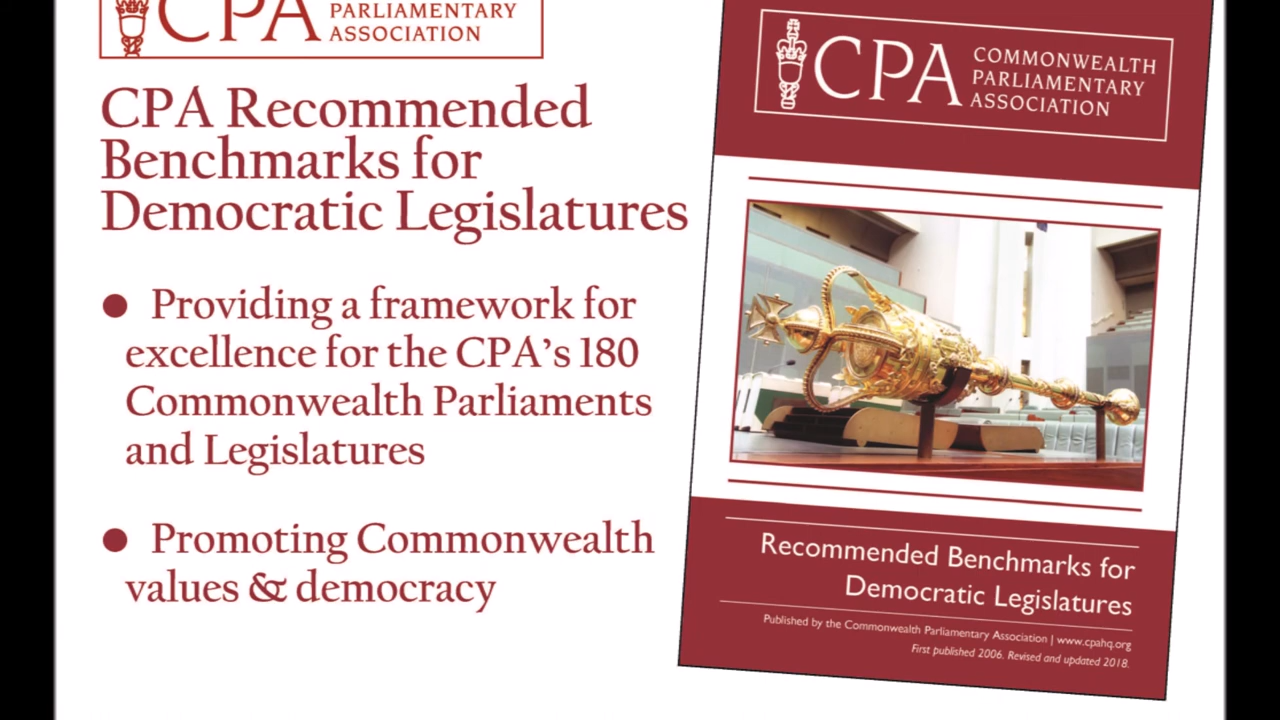 CPA
PARLIAMENTARY
ASSOCIATION
CPA Recommended
Benchmarks for
Democratic Legislatures
● Providing a framework for
excellence for the CPA’s 180
Commonwealth Parliaments
and Legislatures
● Promoting Commonwealth
values & democracy
CPA
COMMONWEALTH
PARLIAMENTARY
ASSOCIATION
Recommended Benchmarks for
Democratic Legislatures
Published by the Commonwealth Parliamentary Association | www.cpahq.org
First published 2006. Revised and updated 2018.